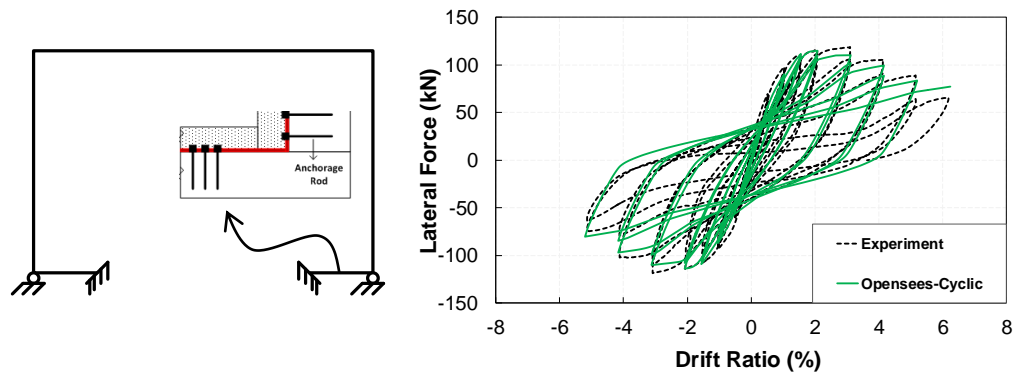 Anchorage
Rod
Lateral Force (kN)
150
100
50
0
-50
-100
-150
-8 -6 -4 -2 0 2 4 6 8
Drift Ratio (%)
Experiment
Opensees-Cyclic